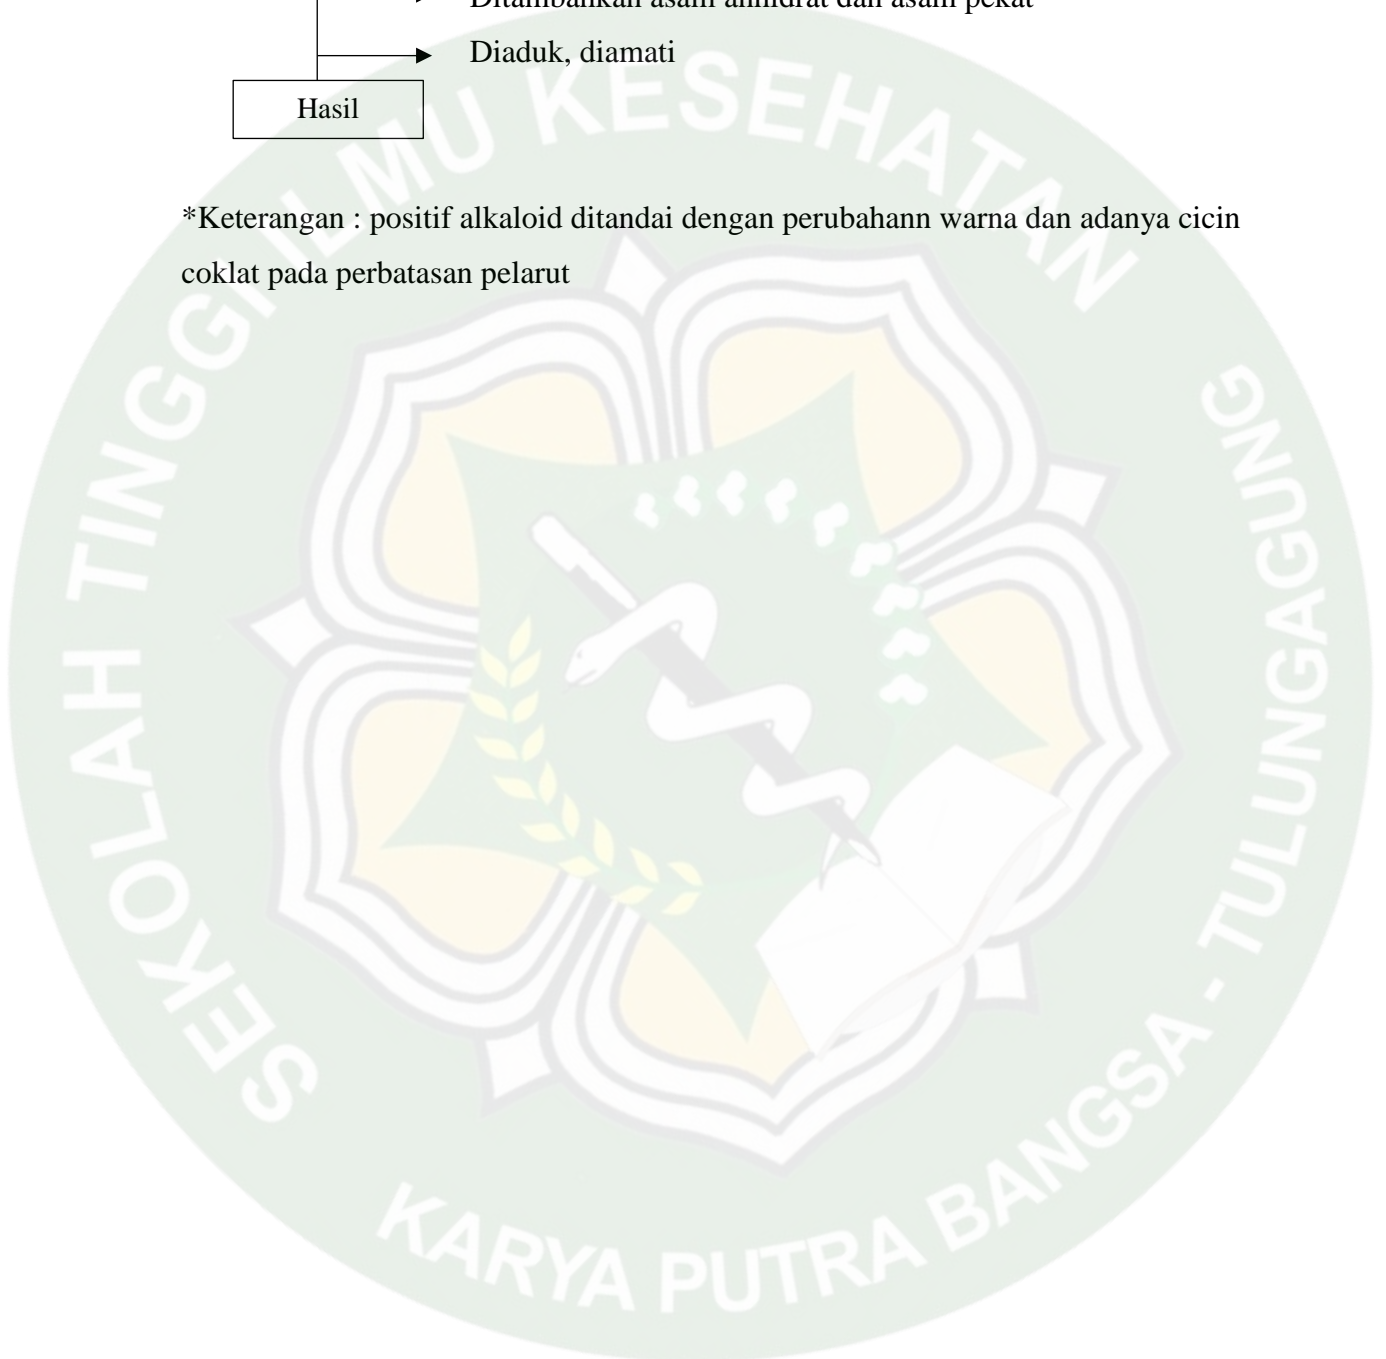 Ditambahkan asam anhidrat dan asam pekat
Diaduk, diamati
Hasil
*Keterangan : positif alkaloid ditandai dengan perubahann warna dan adanya cicin
coklat pada perbatasan pelarut
SEKOLAH TINGGI ILMU KESEHATAN
KARYA PUTRA BANGSA - TULUNGAGUNG